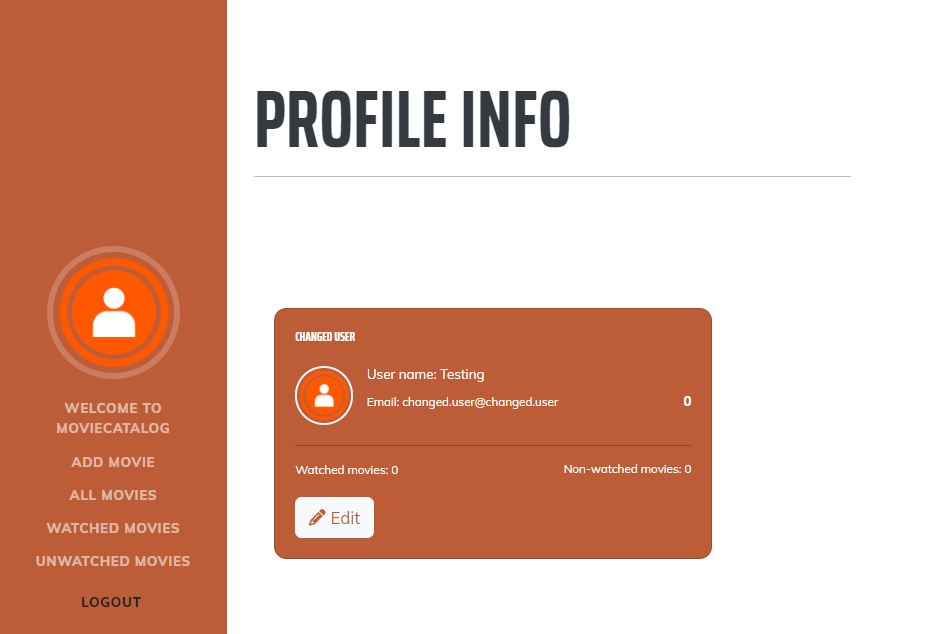 PROFILE INFO
WELCOME TO
MOVIECATALOG
ADD MOVIE
ALL MOVIES
WATCHED MOVIES
UNWATCHED MOVIES
LOGOUT
CHANGED USER
User name: Testing
Email: changed.user@changed.user 0
Watched movies: 0 Non-watched movies: 0
Edit